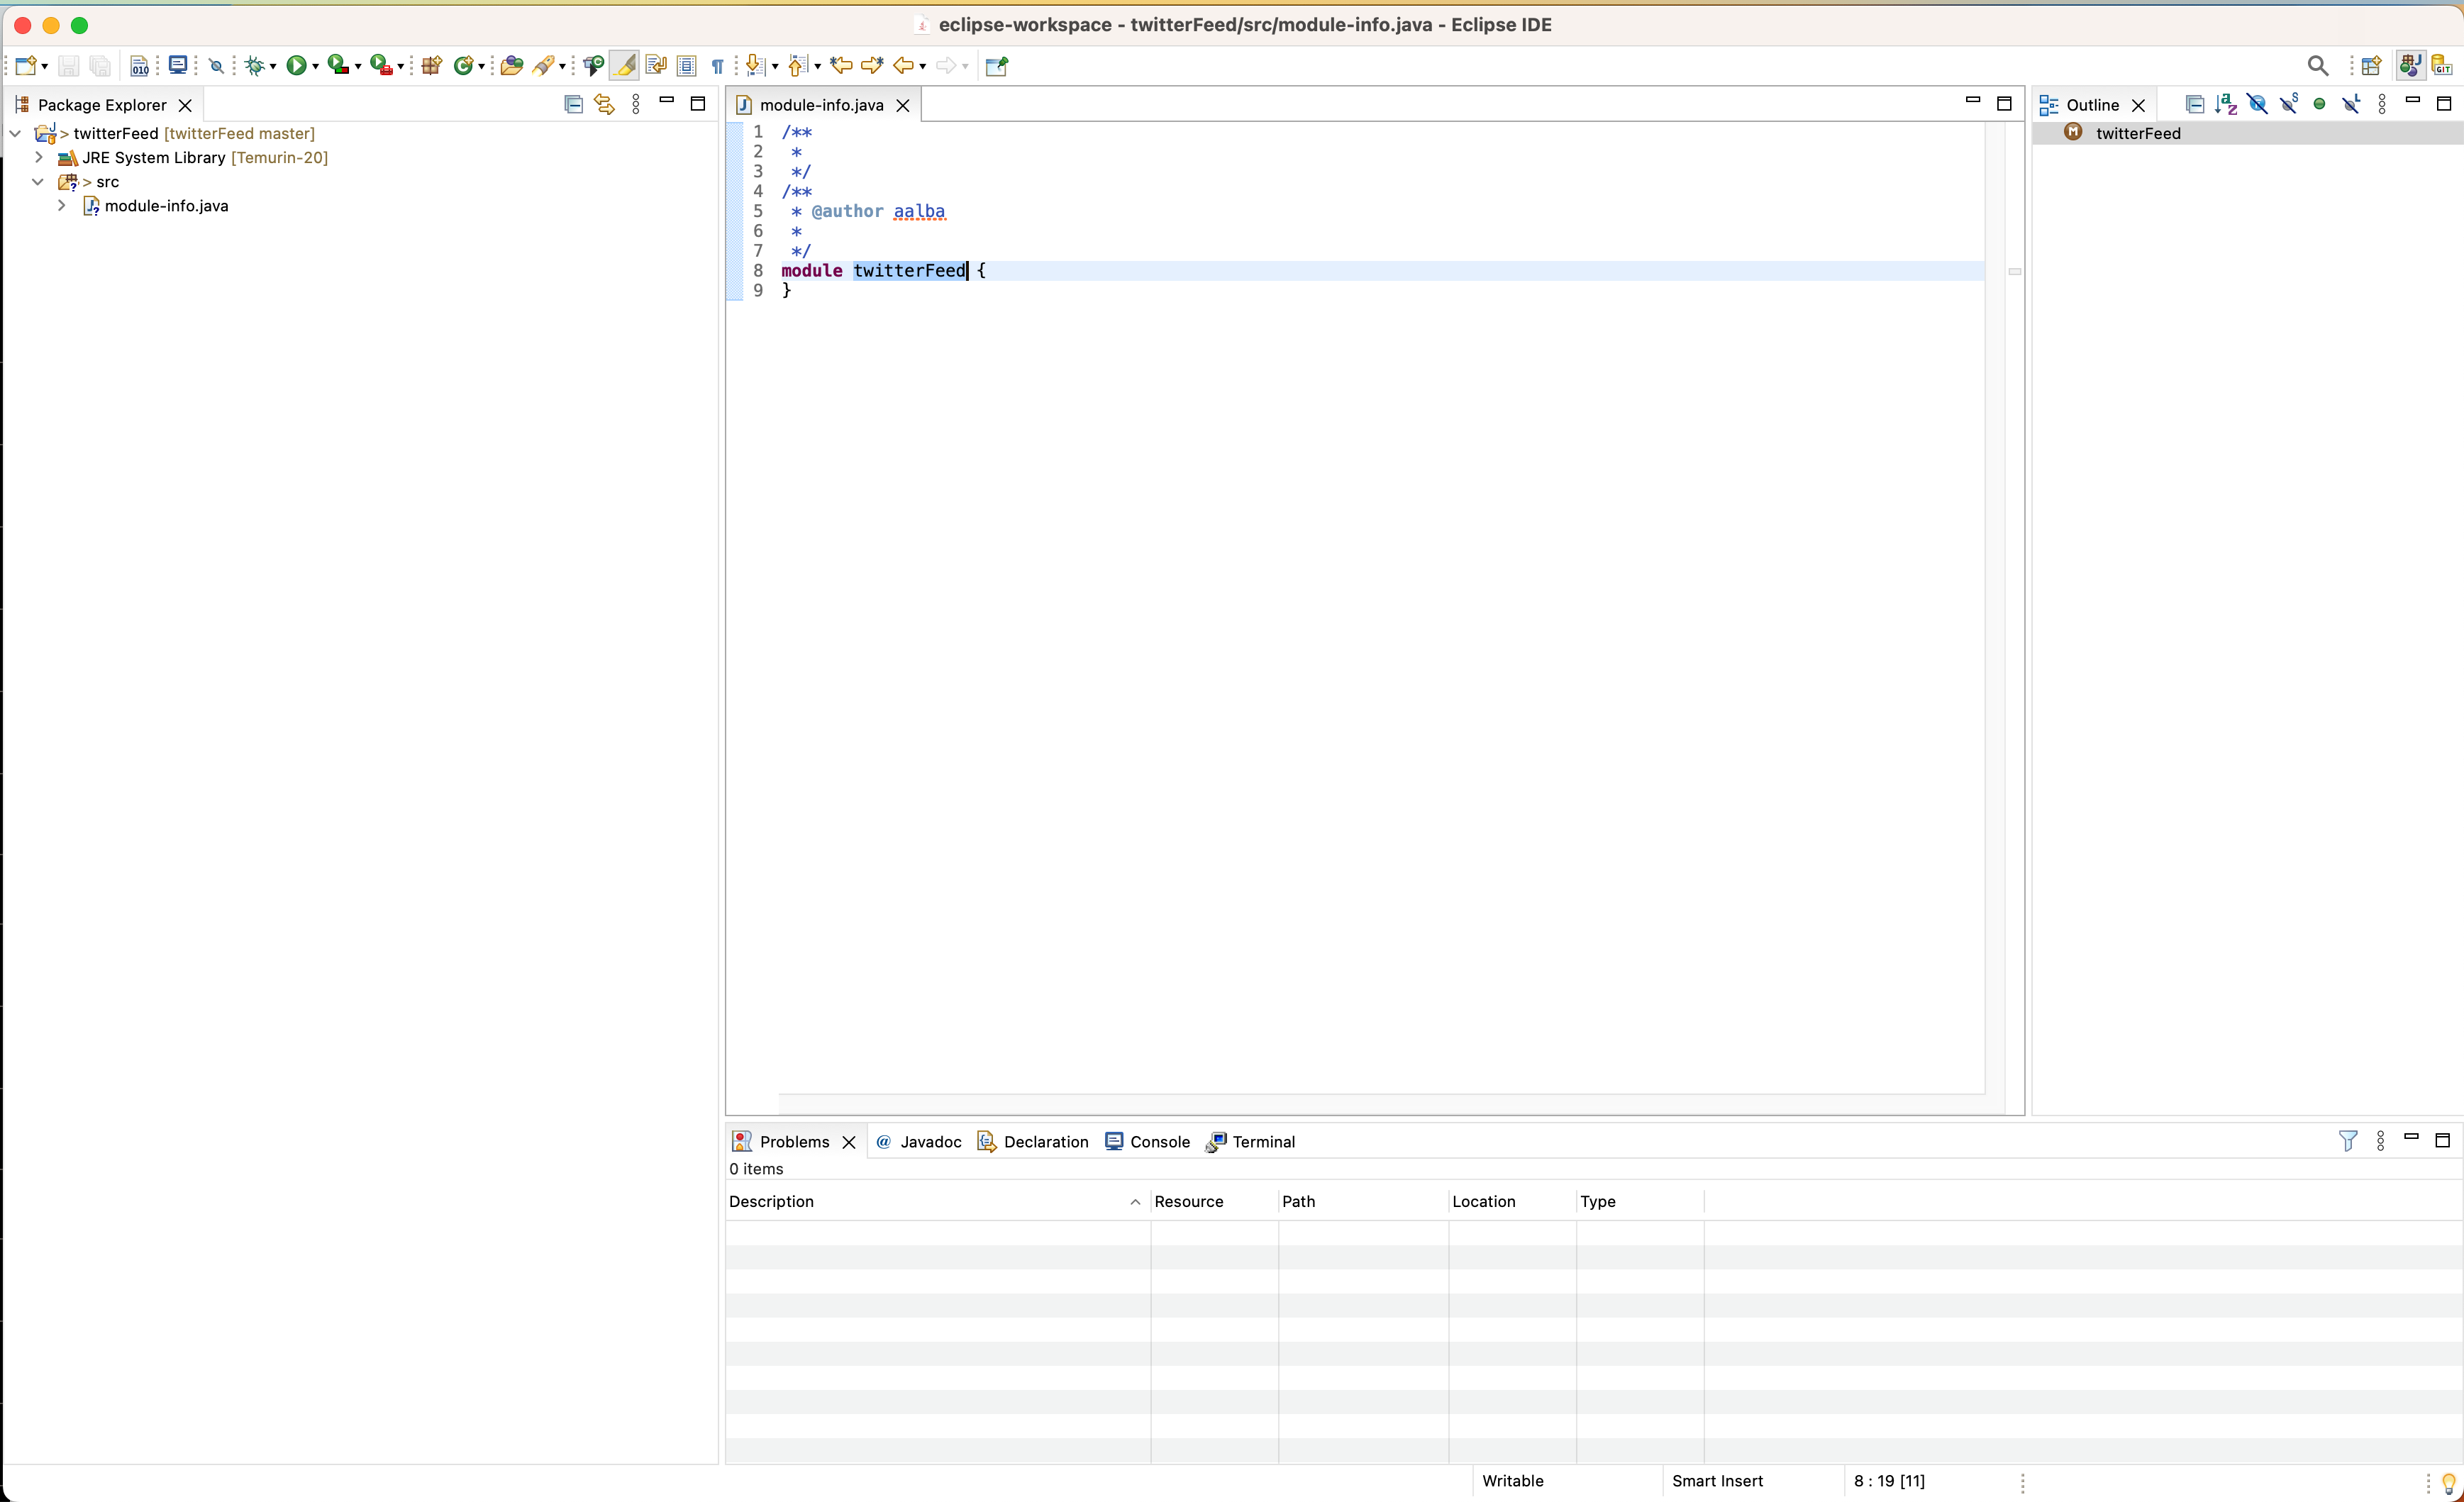 eclipse-workspace - twitterFeed/src/module-info.java - Eclipse IDE
010
GIT
Package Explorer
> twitterFeed [twitterFeed master]
JRE System Library [Temurin-20]
> src
module-info.java
module-info.java
1 /**
2  *
3  */
4 /**
5  * @author aalba
6  *
7  */
8 module twitterFeed {
9 }
Outline
twitterFeed
Problems @ Javadoc Declaration Console Terminal
0 items
Description Resource Path Location Type
Writable Smart Insert 8 : 19 [11]